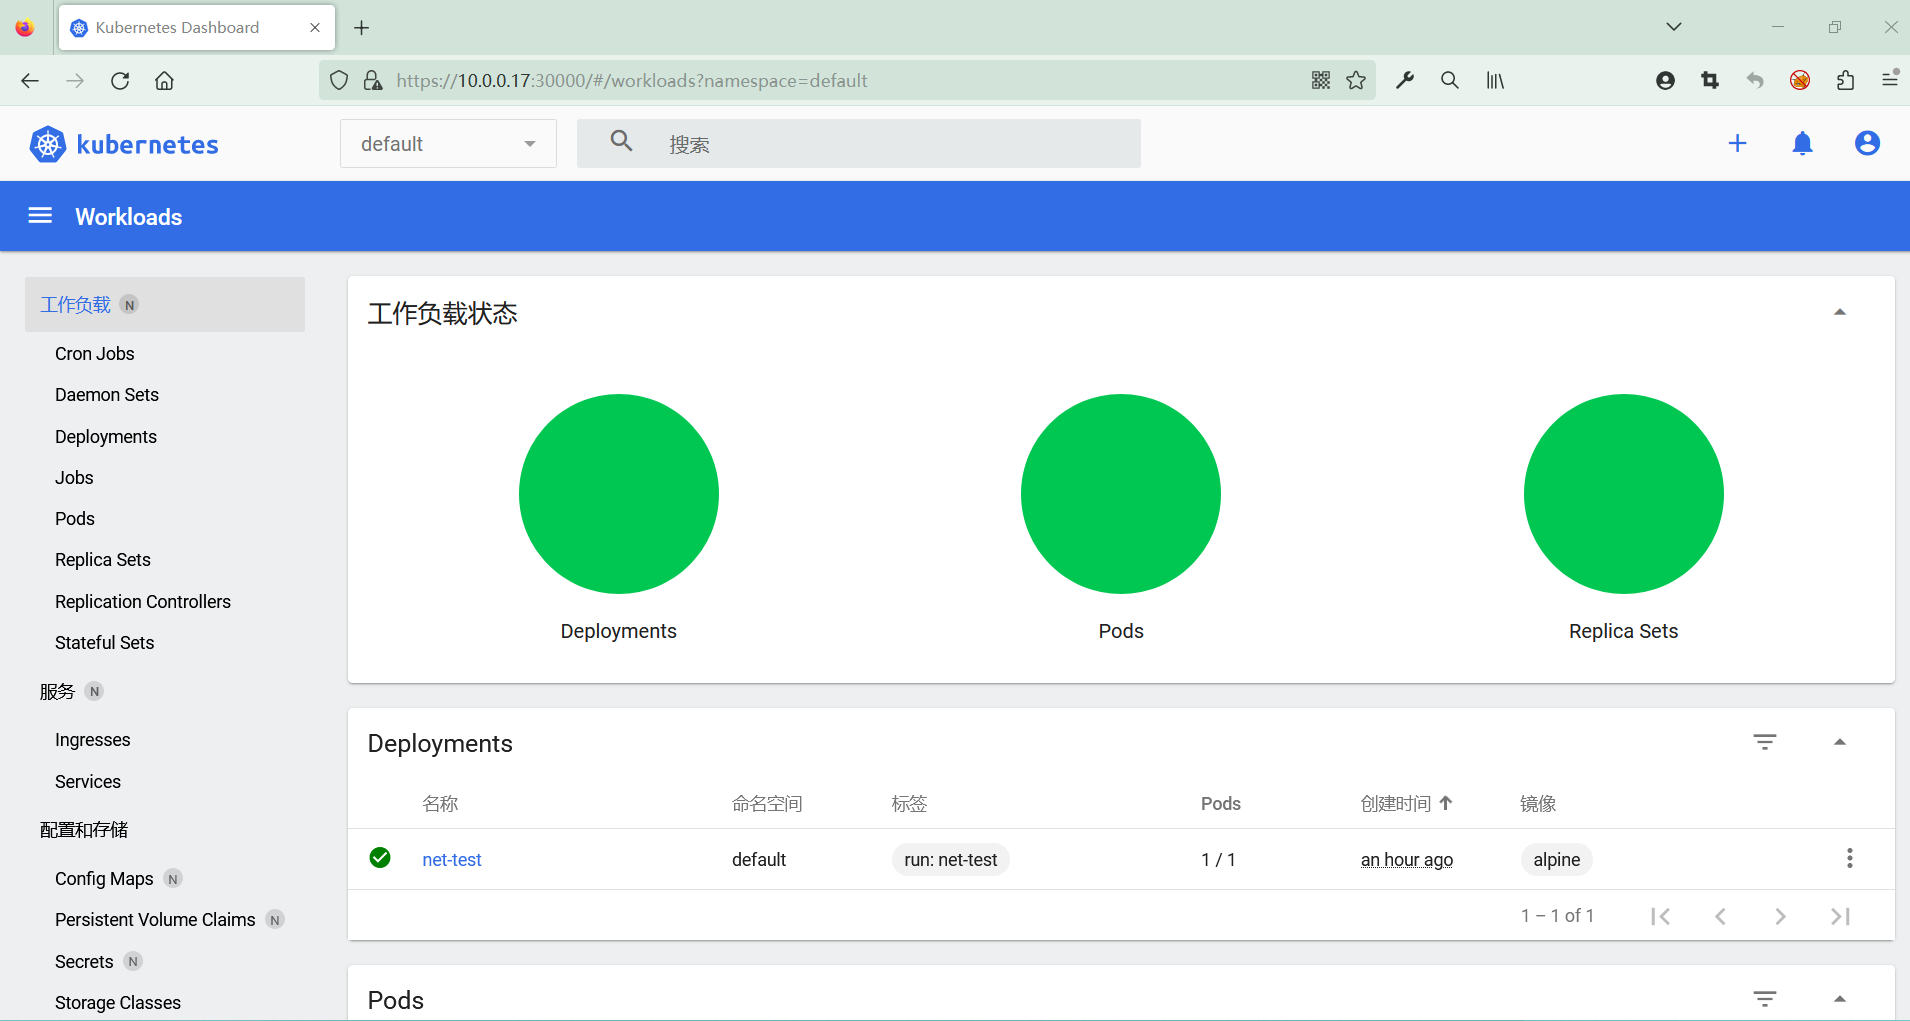 Kubernetes Dashboard
https://10.0.0.17:30000/#/workloads?namespace=default
kubernetes
default
搜索
Workloads
工作负载 N
Cron Jobs
Daemon Sets
Deployments
Jobs
Pods
Replica Sets
Replication Controllers
Stateful Sets
服务 N
Ingresses
Services
配置和存储
Config Maps N
Persistent Volume Claims N
Secrets N
Storage Classes
工作负载状态
Deployments Pods Replica Sets
Deployments
名称 命名空间 标签 Pods 创建时间 镜像
net-test default run: net-test 1 / 1 an hour ago alpine
1 – 1 of 1
Pods